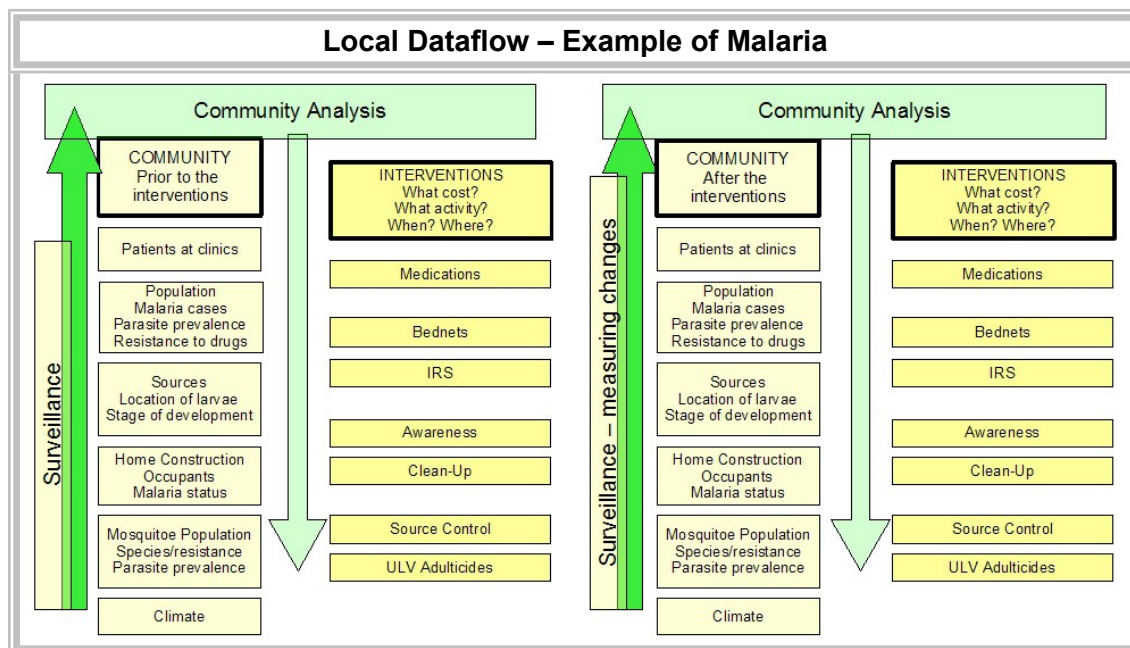 Local Dataflow – Example of Malaria
Community Analysis
COMMUNITY
Prior to the
interventions
Patients at clinics
Population
Malaria cases
Parasite prevalence
Resistance to drugs
Sources
Location of larvae
Stage of development
Home Construction
Occupants
Malaria status
Mosquitoe Population
Species/resistance
Parasite prevalence
Climate
Surveillance
INTERVENTIONS
What cost?
What activity?
When? Where?
Medications
Bednets
IRS
Awareness
Clean-Up
Source Control
ULV Adulticides
Community Analysis
COMMUNITY
After the
interventions
Patients at clinics
Population
Malaria cases
Parasite prevalence
Resistance to drugs
Sources
Location of larvae
Stage of development
Home Construction
Occupants
Malaria status
Mosquitoe Population
Species/resistance
Parasite prevalence
Climate
Surveillance – measuring changes
INTERVENTIONS
What cost?
What activity?
When? Where?
Medications
Bednets
IRS
Awareness
Clean-Up
Source Control
ULV Adulticides